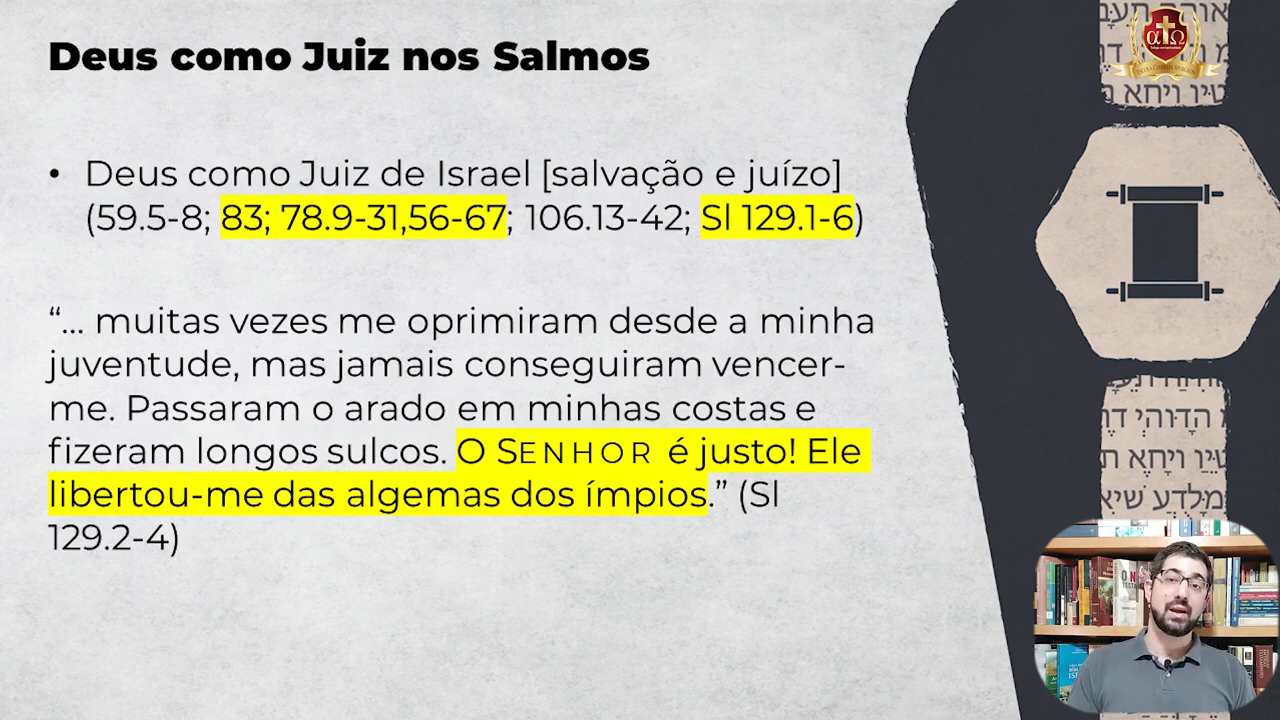 Deus como Juiz nos Salmos
• Deus como Juiz de Israel [salvação e juízo]
(59.5-8; 83; 78.9-31,56-67; 106.13-42; Sl 129.1-6)
“... muitas vezes me oprimiram desde a minha
juventude, mas jamais conseguiram vencer-
me. Passaram o arado em minhas costas e
fizeram longos sulcos. O SENHOR é justo! Ele
libertou-me das algemas dos ímpios.” (Sl
129.2-4)
αΩ